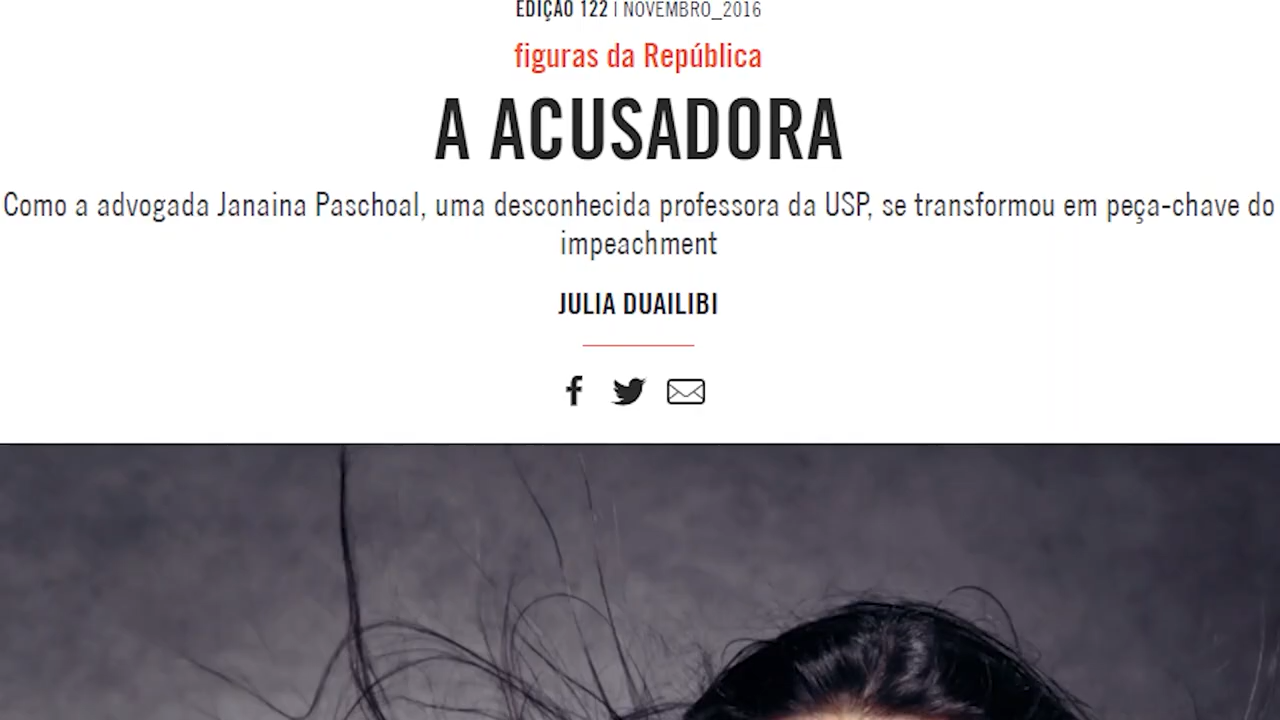 EDIÇÃO 122 | NOVEMBRO_2016
figuras da República
A ACUSADORA
Como a advogada Janaina Paschoal, uma desconhecida professora da USP, se transformou em peça-chave do
impeachment
JULIA DUAILIBI